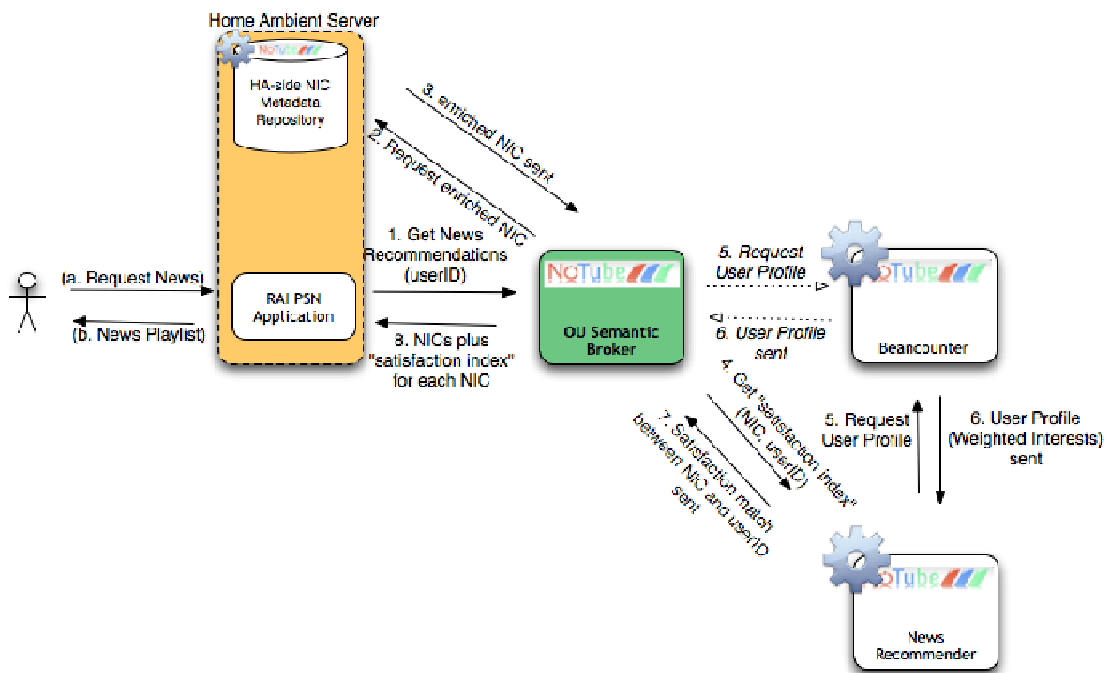 Home Ambient Server
NoTube
HA-side NIC
Metadata
Repository
3. enriched NIC sent
2. Request enriched NIC
1. Get News
Recommendations
(userID)
(a. Request News)
(b. News Playlist)
RAI PSN
Application
8. NICs plus
"satisfaction index"
for each NIC
NoTube
OU Semantic
Broker
5. Request
User Profile
6. User Profile
sent
NoTube
Beancounter
4. Get "satisfaction index"
(NIC, userID)
7. Satisfaction match
between NIC and userID
sent
5. Request
User Profile
6. User Profile
(Weighted Interests)
sent
NoTube
News
Recommender